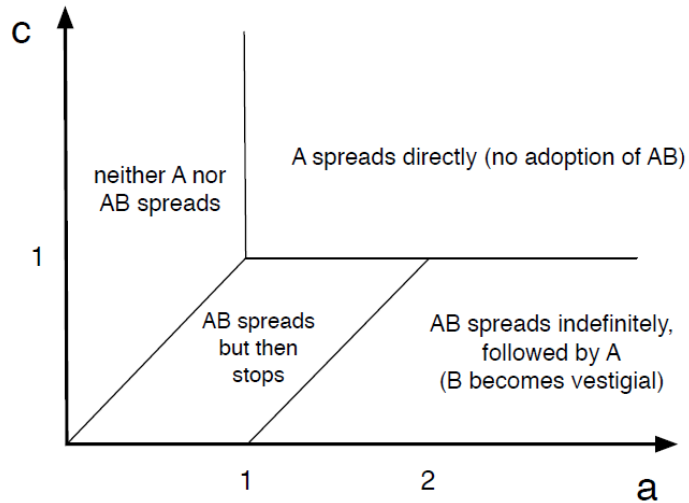 c
A spreads directly (no adoption of AB)
neither A nor
AB spreads
1
AB spreads
but then
stops
AB spreads indefinitely,
followed by A
(B becomes vestigial)
1
2
a